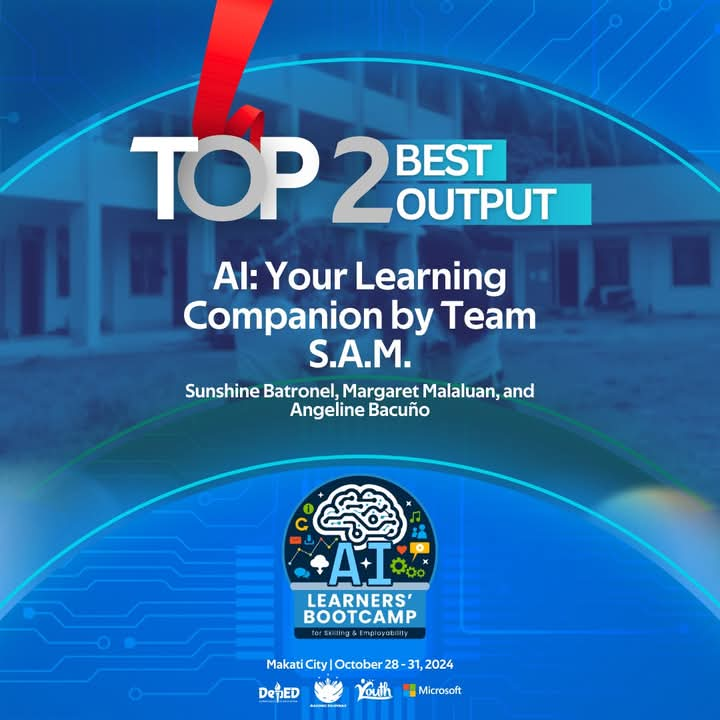 TOP 2 BEST
OUTPUT
AI: Your Learning
Companion by Team
S.A.M.
Sunshine Batronel, Margaret Malaluan, and
Angeline Bacuño
AI
LEARNERS'
BOOTCAMP
for Skilling & Employability
Makati City | October 28 - 31, 2024
DepED
Youth
Microsoft